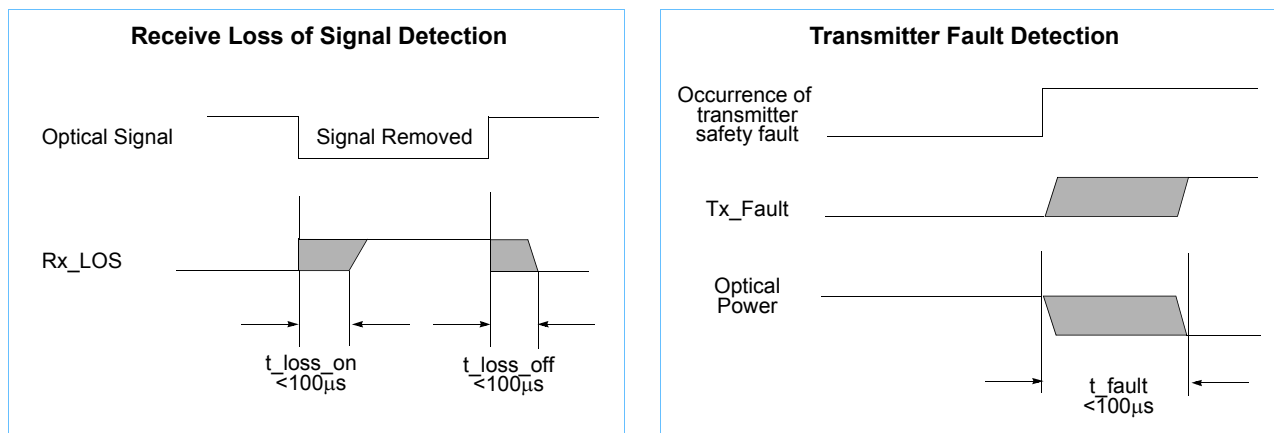 Receive Loss of Signal Detection
Optical Signal
Signal Removed
Rx_LOS
t_loss_on
<100μs
t_loss_off
<100μs
Transmitter Fault Detection
Occurrence of
transmitter
safety fault
Tx_Fault
Optical
Power
t_fault
<100μs